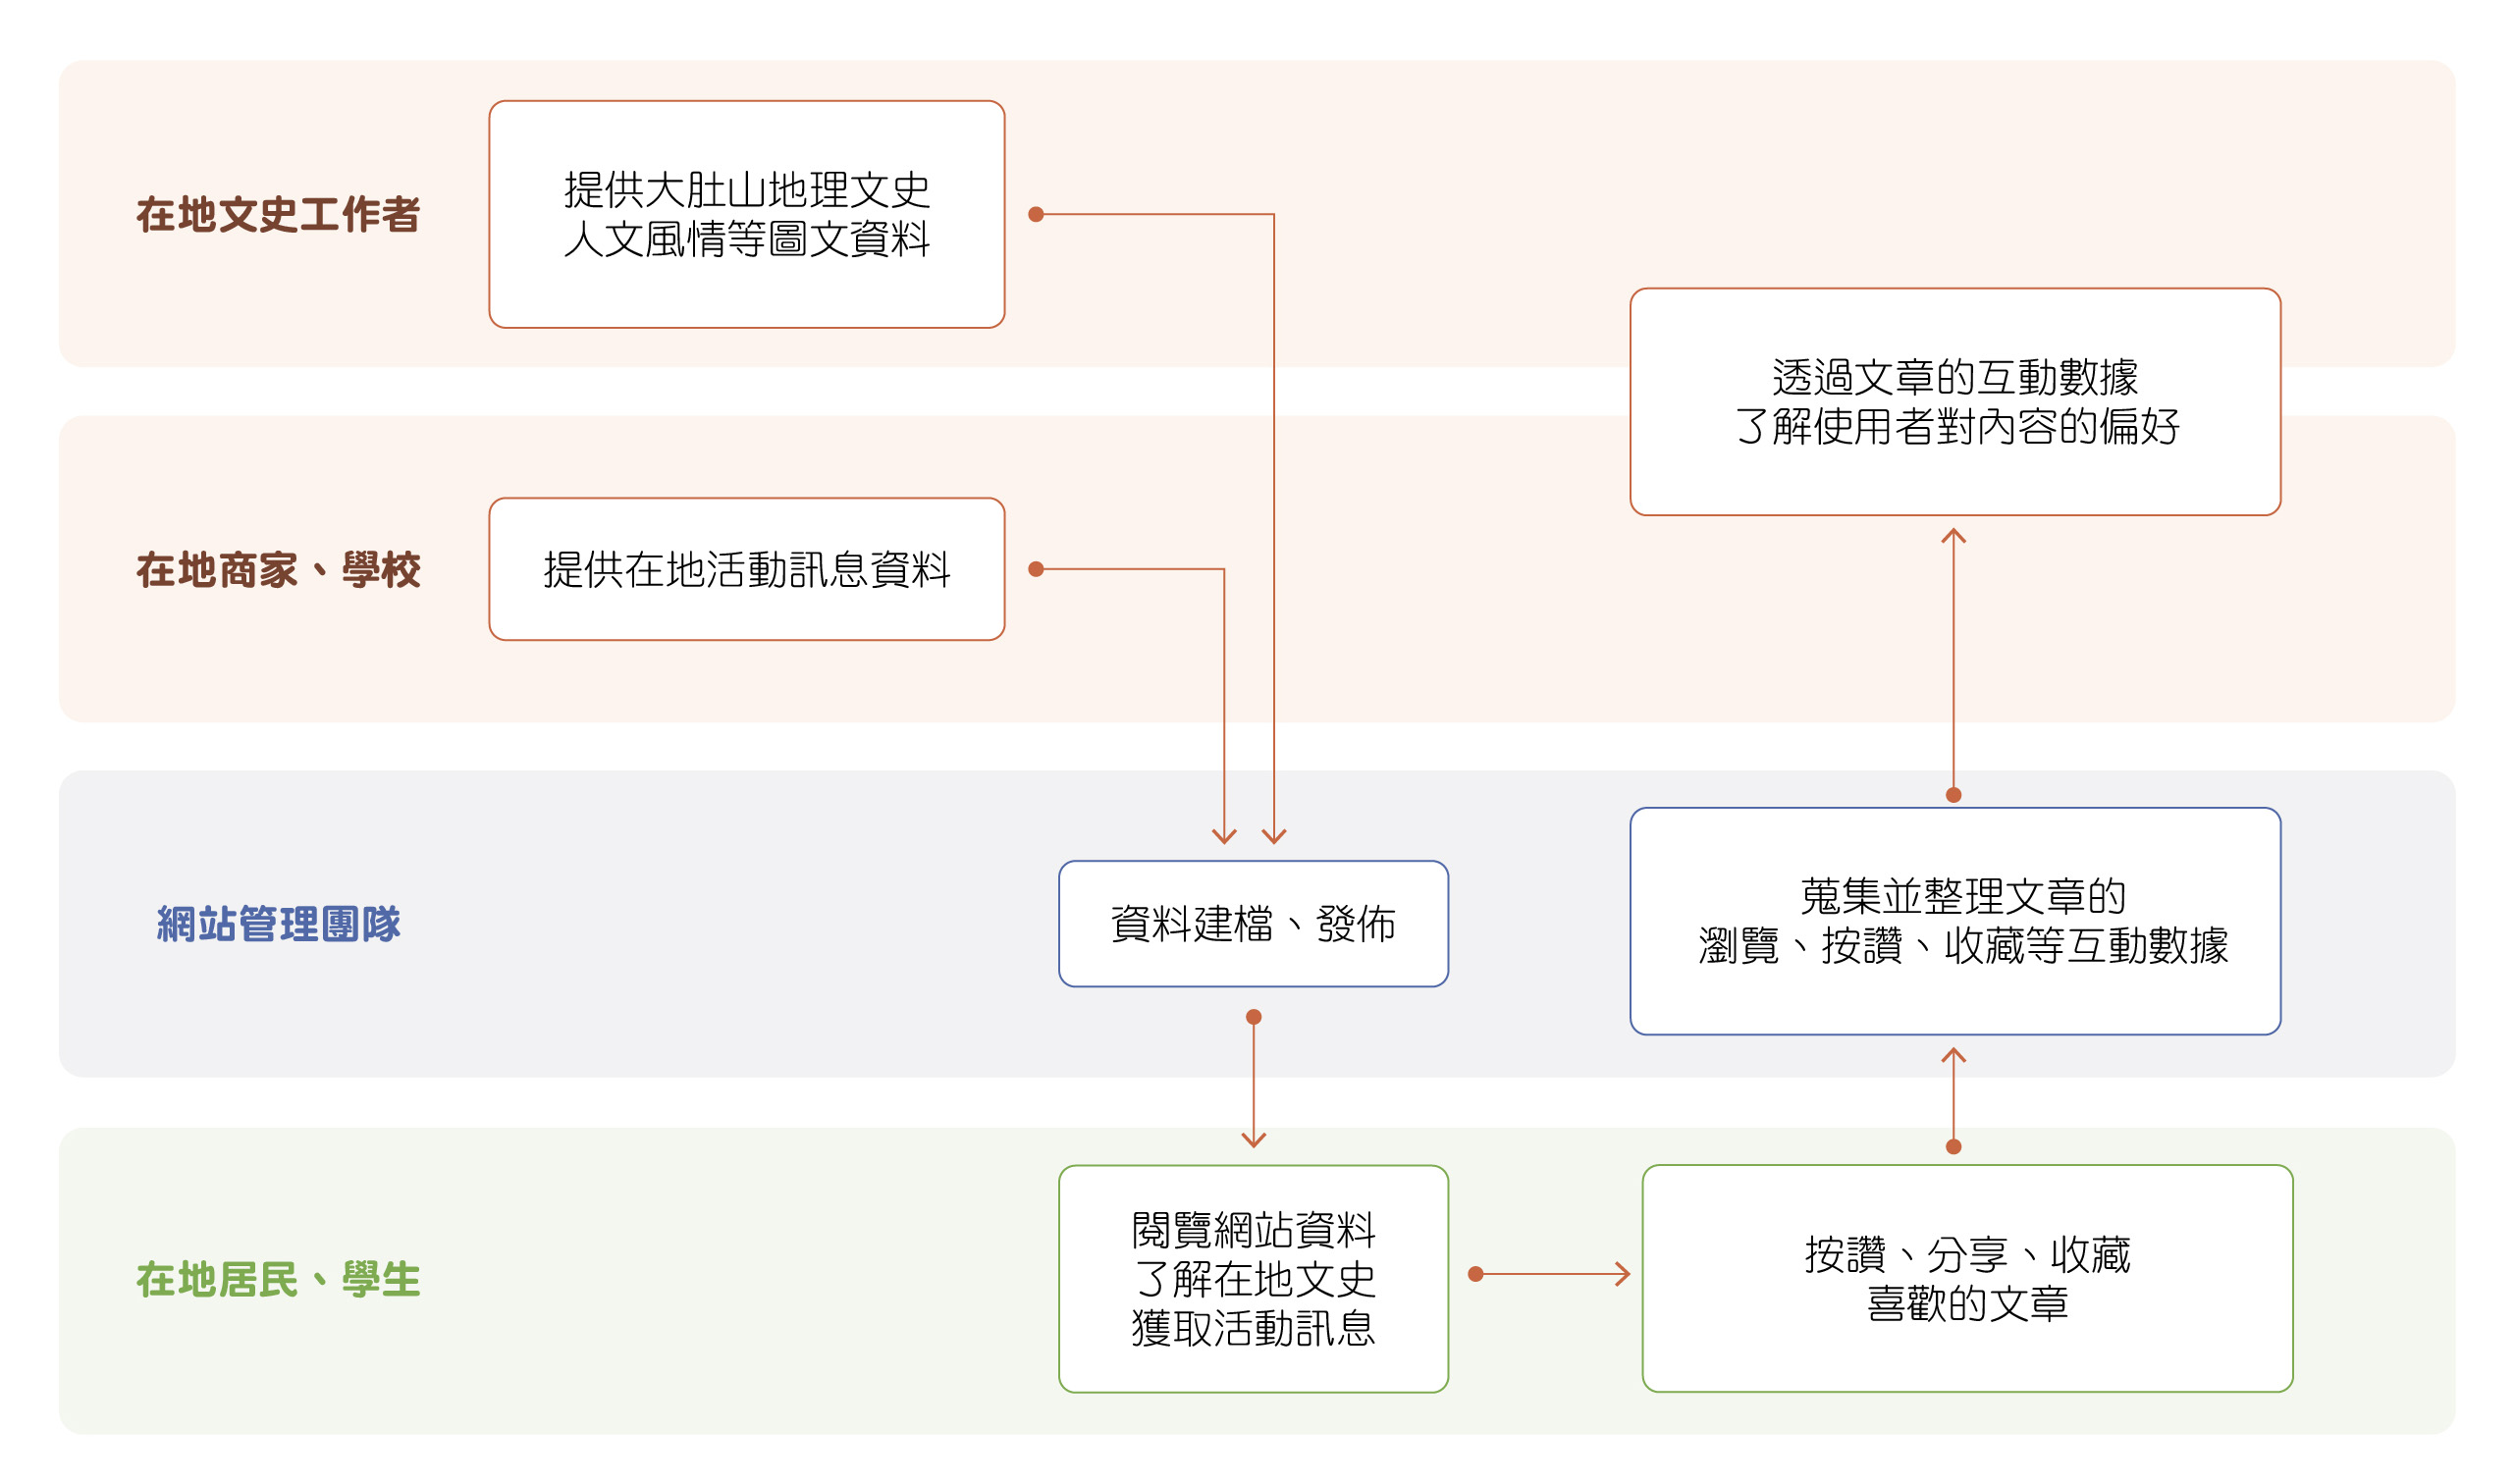 在地文史工作者
提供大肚山地理文史
人文風情等圖文資料
透過文章的互動數據
了解使用者對內容的偏好
在地商家、學校
提供在地活動訊息資料
網站管理團隊
資料建檔、發佈
蒐集並整理文章的
瀏覽、按讚、收藏等互動數據
在地居民、學生
閱覽網站資料
了解在地文史
獲取活動訊息
按讚、分享、收藏
喜歡的文章